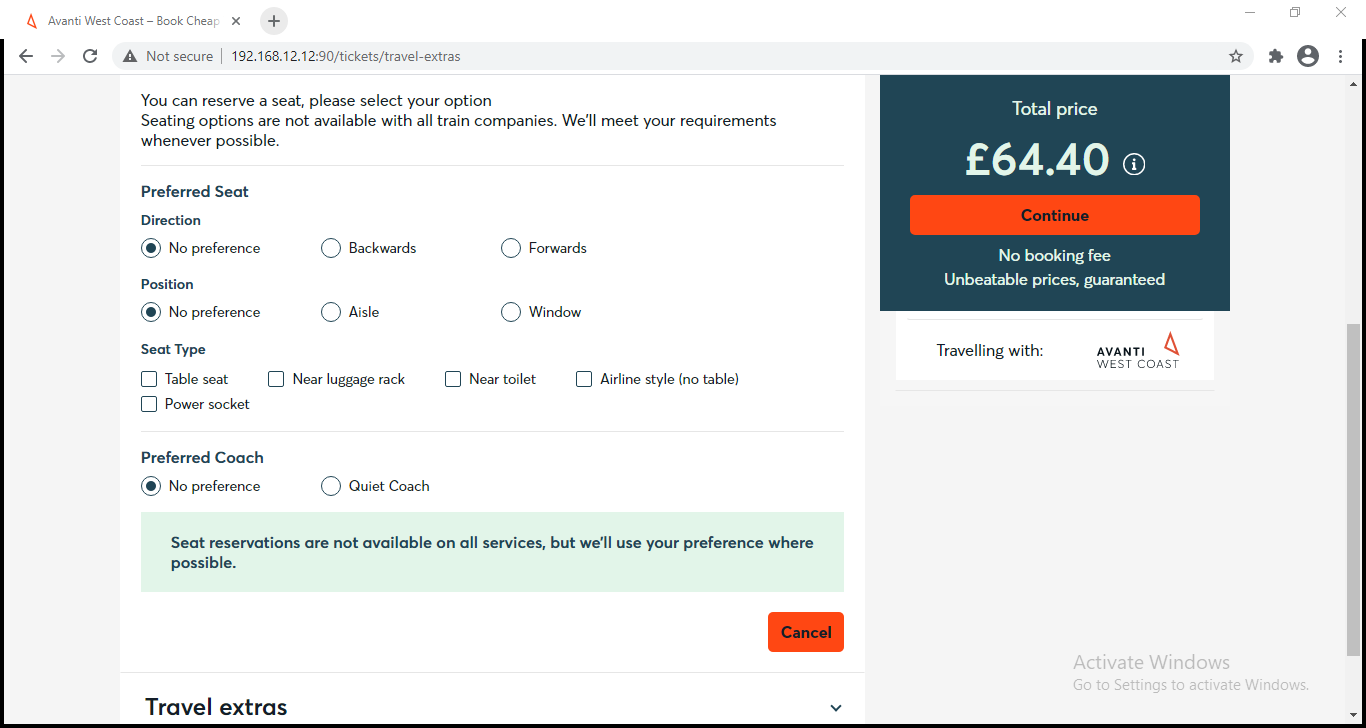 Avanti West Coast – Book Cheap
Not secure 192.168.12.12:90/tickets/travel-extras
You can reserve a seat, please select your option
Seating options are not available with all train companies. We'll meet your requirements
whenever possible.
Preferred Seat
Direction
No preference Backwards Forwards
Position
No preference Aisle Window
Seat Type
Table seat Near luggage rack Near toilet Airline style (no table)
Power socket
Preferred Coach
No preference Quiet Coach
Seat reservations are not available on all services, but we'll use your preference where
possible.
Cancel
Travel extras
Total price
£64.40
Continue
No booking fee
Unbeatable prices, guaranteed
Travelling with:
AVANTI
WEST COAST
Activate Windows
Go to Settings to activate Windows.